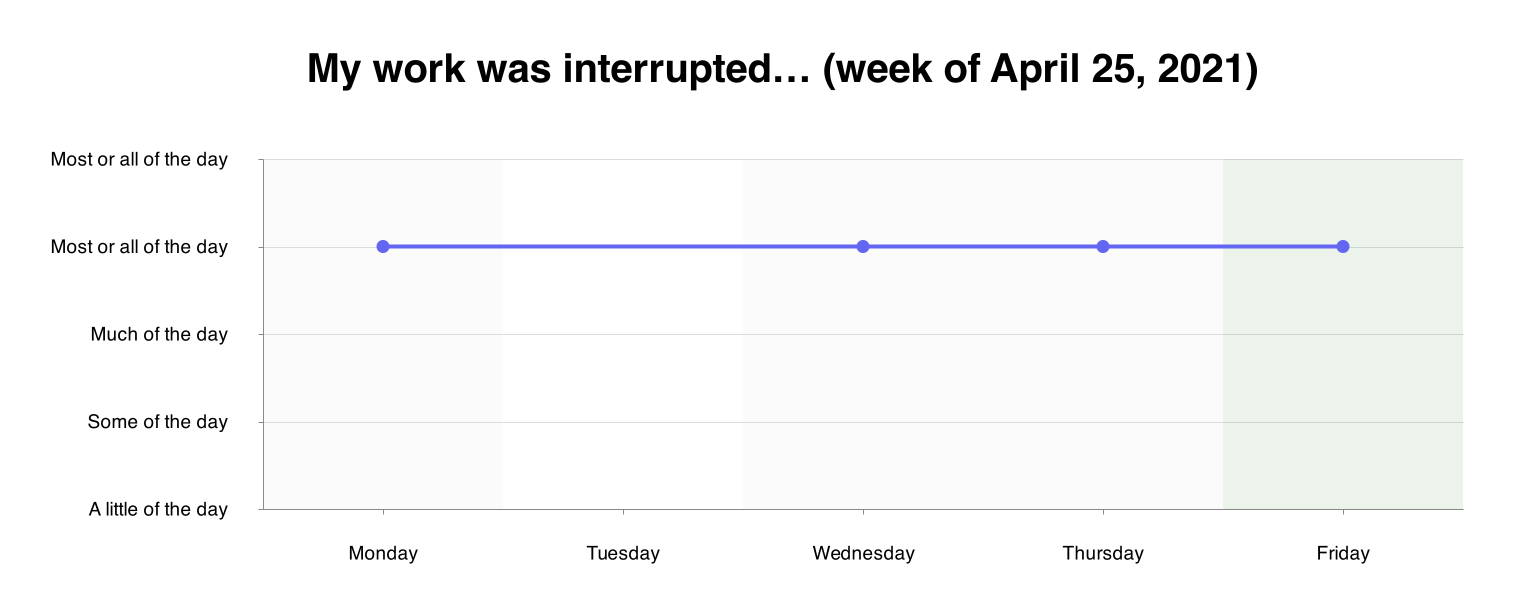 My work was interrupted… (week of April 25, 2021)
Most or all of the day
Most or all of the day
Much of the day
Some of the day
A little of the day
Monday Tuesday Wednesday Thursday Friday